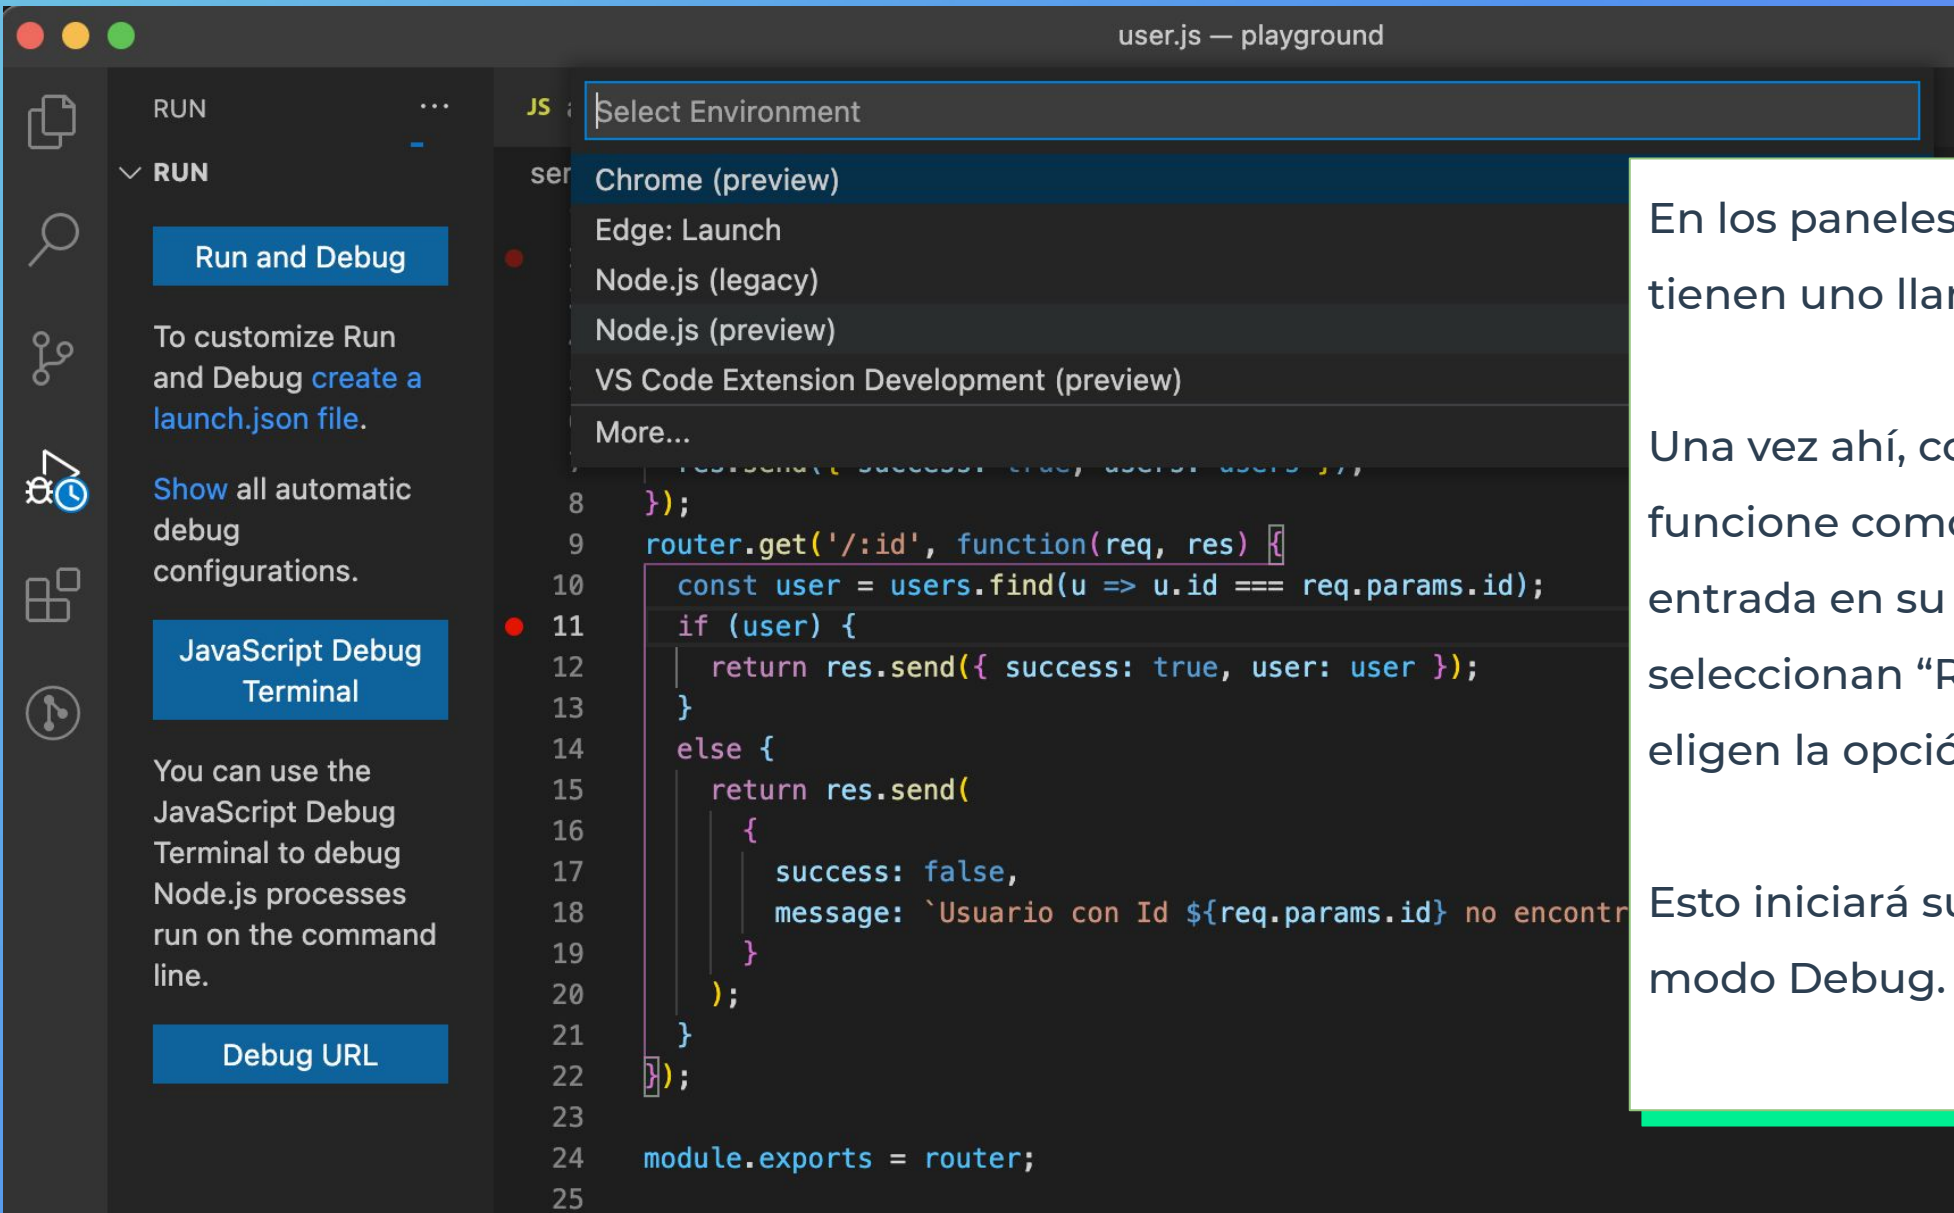 user.js — playground
RUN
...
RUN
Run and Debug
To customize Run
and Debug create a
launch.json file.
Show all automatic
debug
configurations.
JavaScript Debug
Terminal
You can use the
JavaScript Debug
Terminal to debug
Node.js processes
run on the command
line.
Debug URL
JS
Select Environment
Chrome (preview)
Edge: Launch
Node.js (legacy)
Node.js (preview)
VS Code Extension Development (preview)
More...
res.send({ success: true, users: users });
8 });
9 router.get('/:id', function(req, res) {
10 const user = users.find(u => u.id === req.params.id);
11 if (user) {
12 return res.send({ success: true, user: user });
13 }
14 else {
15 return res.send(
16 {
17 success: false,
18 message: `Usuario con Id ${req.params.id} no encontr
19 }
20 );
21 }
22 });
23
24 module.exports = router;
25
En los paneles
tienen uno
Una vez ahí,
funcione como
entrada en su
seleccionan
eligen la
Esto iniciará
modo Debug.